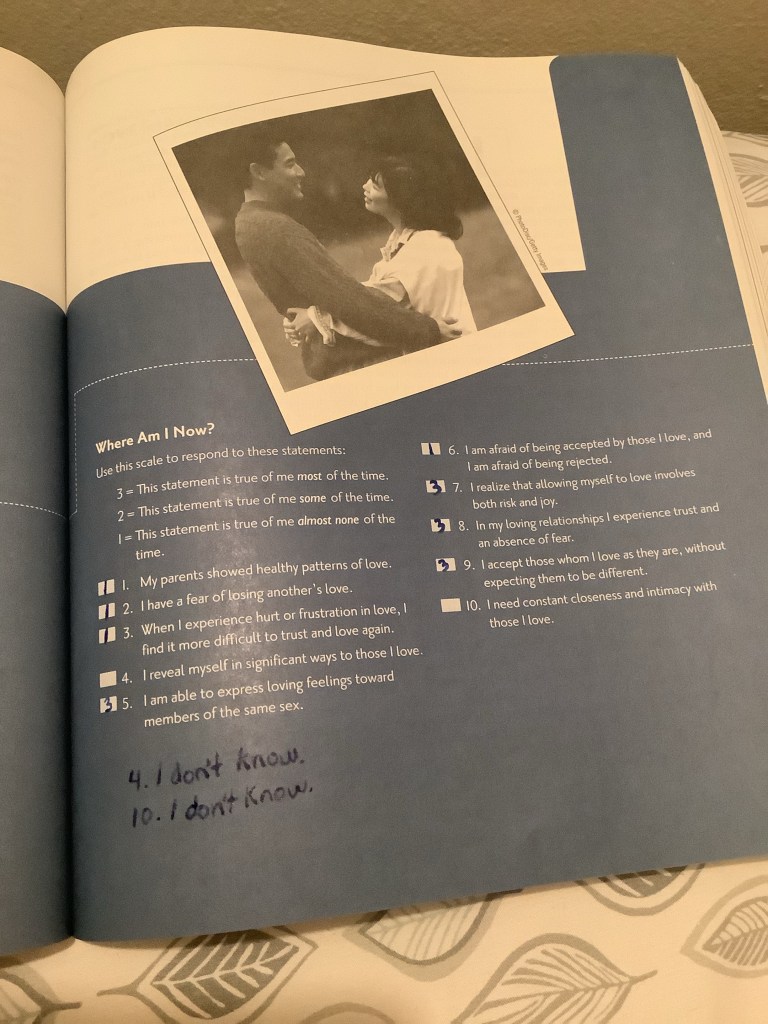 © PhotoDisc/Getty Images
Where Am I Now?
Use this scale to respond to these statements:
3 = This statement is true of me most of the time.
2 = This statement is true of me some of the time.
1 = This statement is true of me almost none of the
time.
1 1. My parents showed healthy patterns of love.
1 2. I have a fear of losing another's love.
1 3. When I experience hurt or frustration in love, I
find it more difficult to trust and love again.
4. I reveal myself in significant ways to those I love.
3 5. I am able to express loving feelings toward
members of the same sex.
1 6. I am afraid of being accepted by those I love, and
I am afraid of being rejected.
3 7. I realize that allowing myself to love involves
both risk and joy.
3 8. In my loving relationships I experience trust and
an absence of fear.
3 9. I accept those whom I love as they are, without
expecting them to be different.
10. I need constant closeness and intimacy with
those I love.
4. I don't know.
10. I don't know.